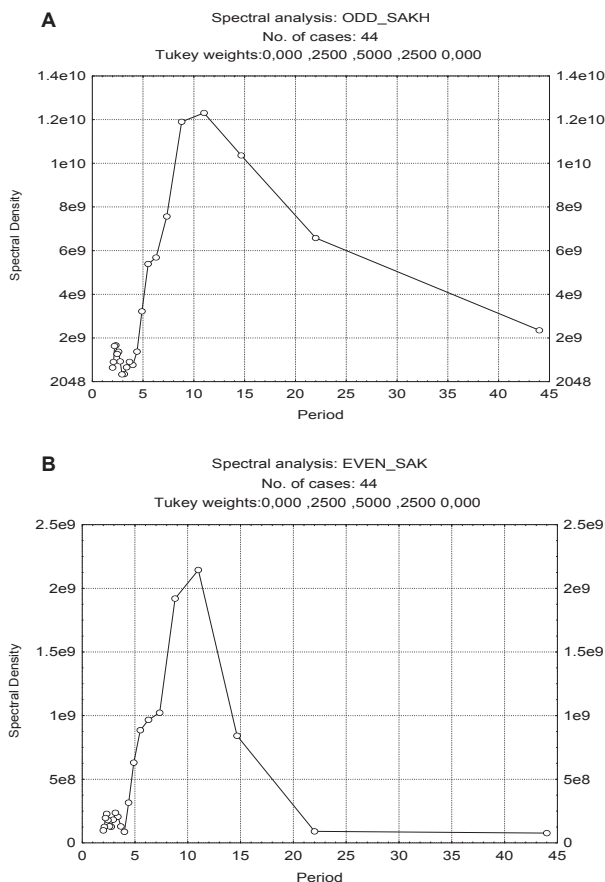 A
Spectral analysis: ODD_SAKH
No. of cases: 44
Tukey weights:0,000 ,2500 ,5000 ,2500 0,000
1.4e10 1.4e10
1.2e10 1.2e10
1e10 1e10
8e9 8e9
6e9 6e9
4e9 4e9
2e9 2e9
2048 2048
Spectral Density
0 5 10 15 20 25 30 35 40 45
Period
B
Spectral analysis: EVEN_SAK
No. of cases: 44
Tukey weights:0,000 ,2500 ,5000 ,2500 0,000
2.5e9 2.5e9
2e9 2e9
1.5e9 1.5e9
1e9 1e9
5e8 5e8
0 0
Spectral Density
0 5 10 15 20 25 30 35 40 45
Period